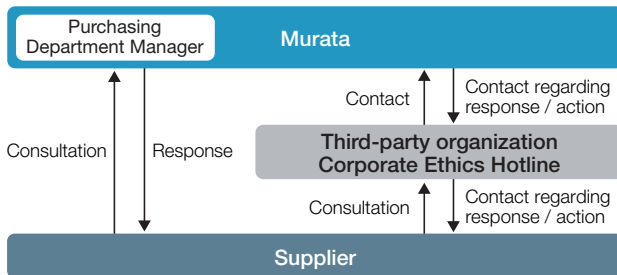 Purchasing
Department Manager
Murata
Contact
Contact regarding
response / action
Consultation
Response
Third-party organization
Corporate Ethics Hotline
Consultation
Contact regarding
response / action
Supplier